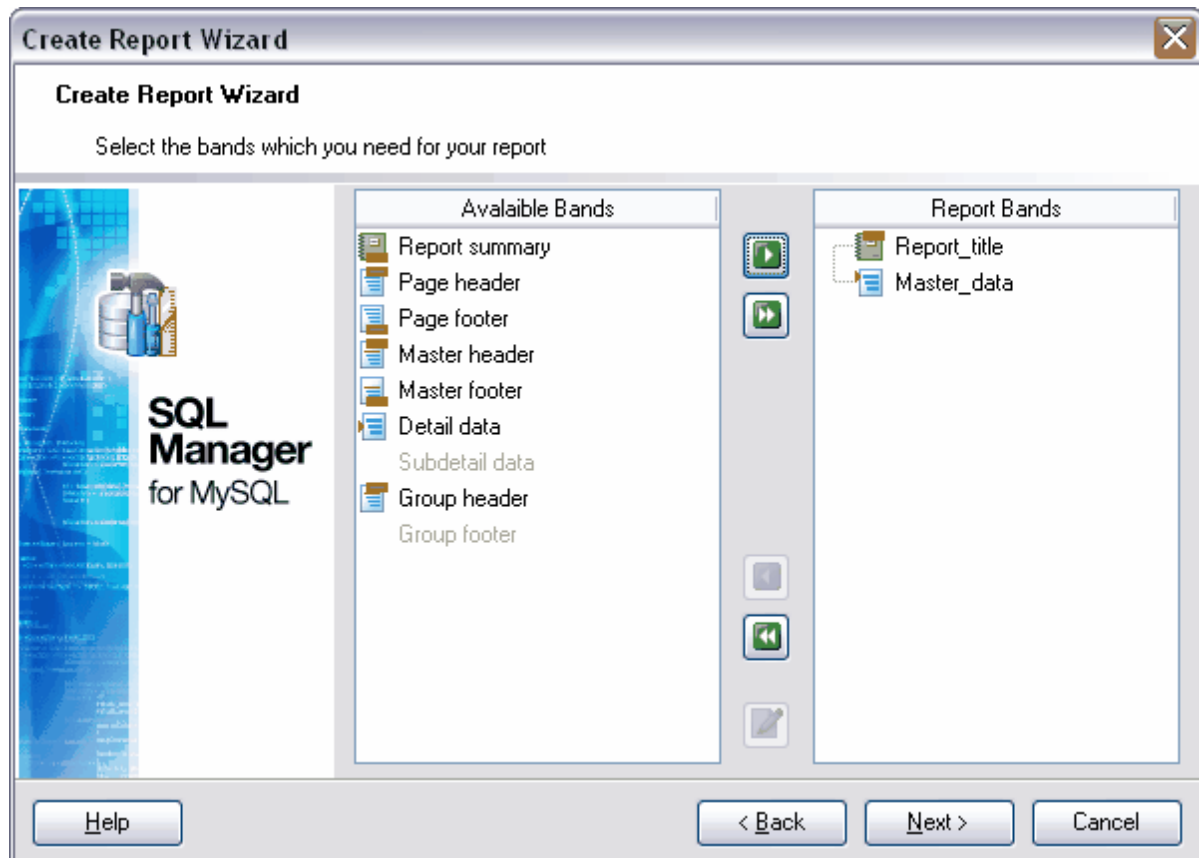 Create Report Wizard
Create Report Wizard
Select the bands which you need for your report
SQL
Manager
for MySQL
Avalaible Bands
Report summary
Page header
Page footer
Master header
Master footer
Detail data
Subdetail data
Group header
Group footer
Report Bands
Report_title
Master_data
Help
< Back
Next >
Cancel